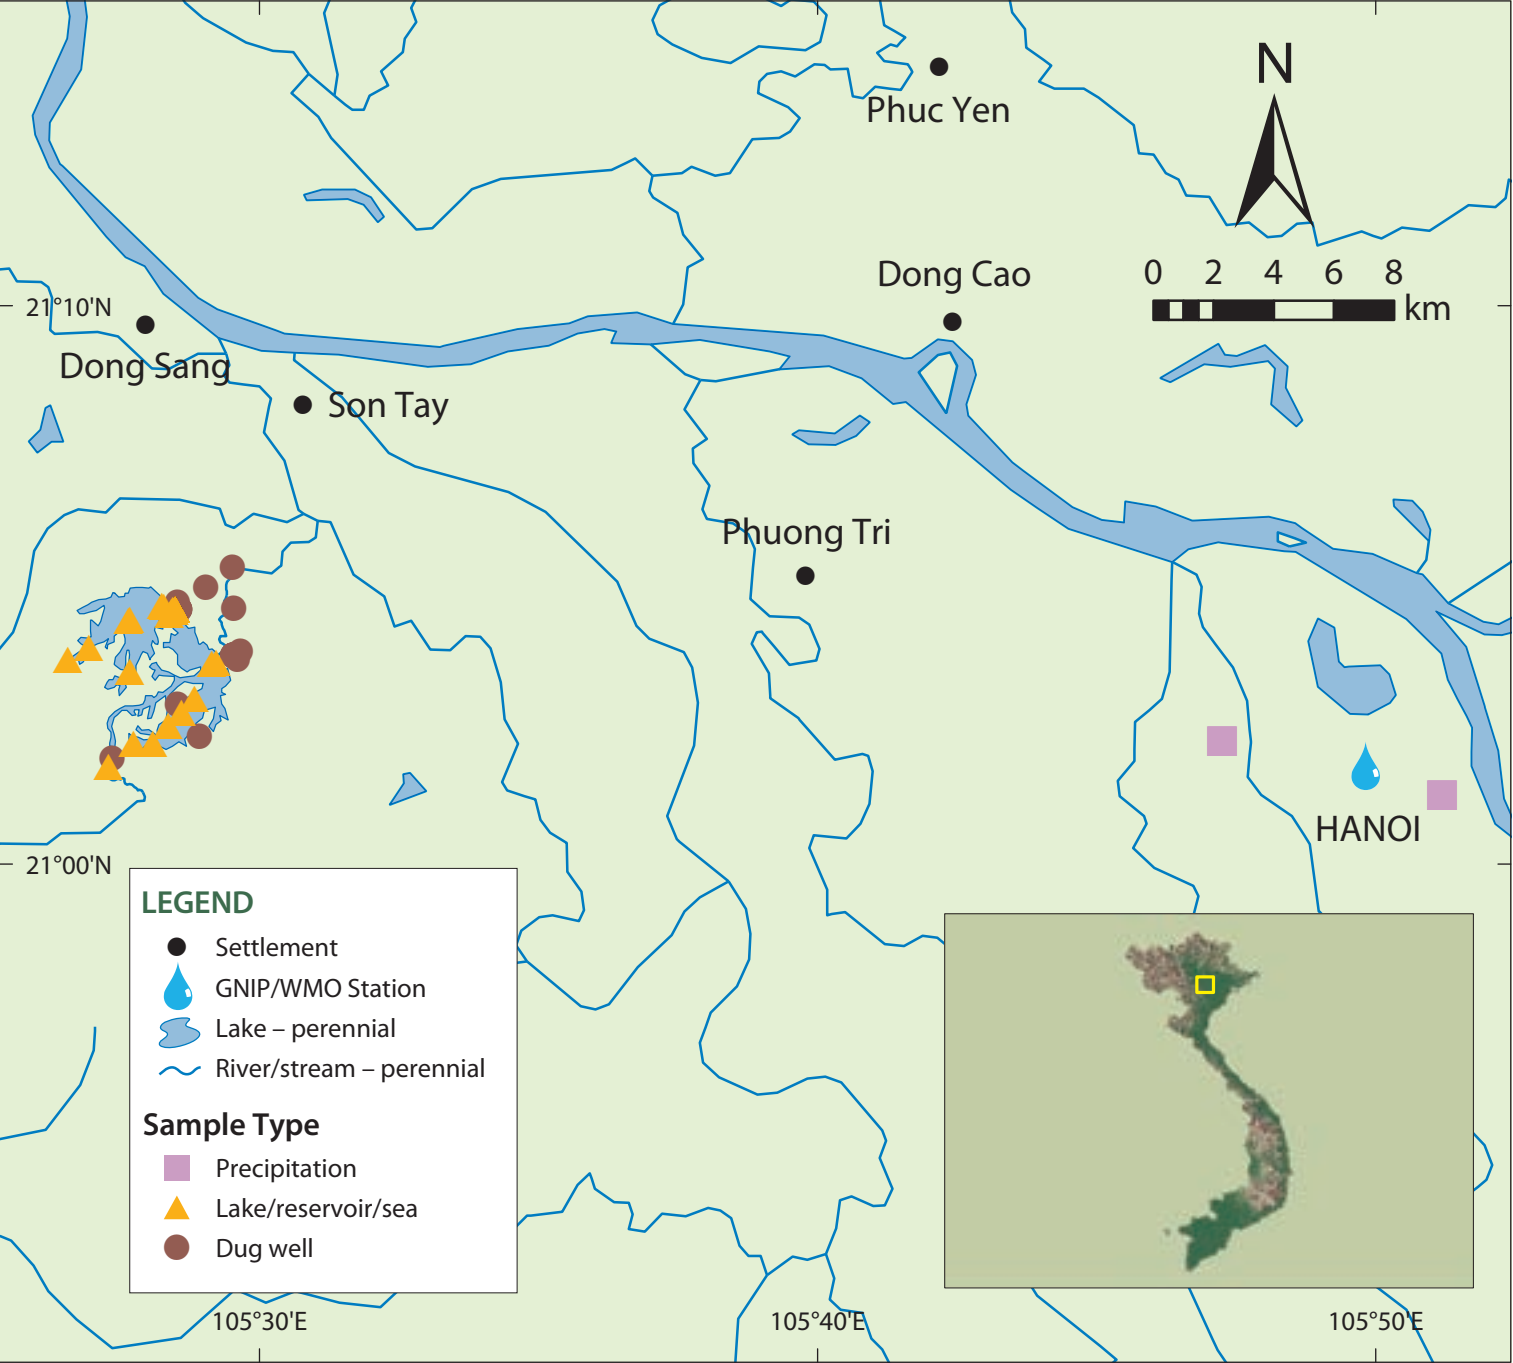 Phuc Yen
N
Dong Cao
0 2 4 6 8
km
21°10'N
Dong Sang
Son Tay
Phuong Tri
HANOI
21°00'N
LEGEND
Settlement
GNIP/WMO Station
Lake – perennial
River/stream – perennial
Sample Type
Precipitation
Lake/reservoir/sea
Dug well
105°30'E
105°40'E
105°50'E